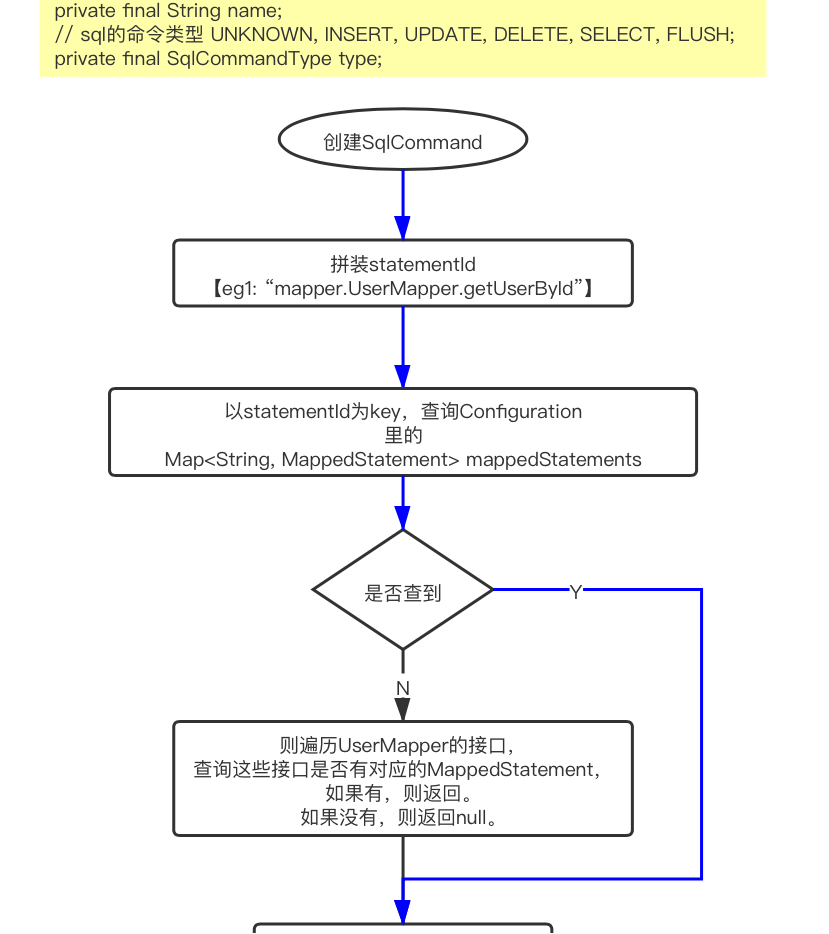 private final String name;
// sql的命令类型 UNKNOWN, INSERT, UPDATE, DELETE, SELECT, FLUSH;
private final SqlCommandType type;
创建SqlCommand
拼装statementId
【eg1: “mapper.UserMapper.getUserById”】
以statementId为key，查询Configuration
里的
Map<String, MappedStatement> mappedStatements
是否查到
Y
N
则遍历UserMapper的接口，
查询这些接口是否有对应的MappedStatement，
如果有，则返回。
如果没有，则返回null。